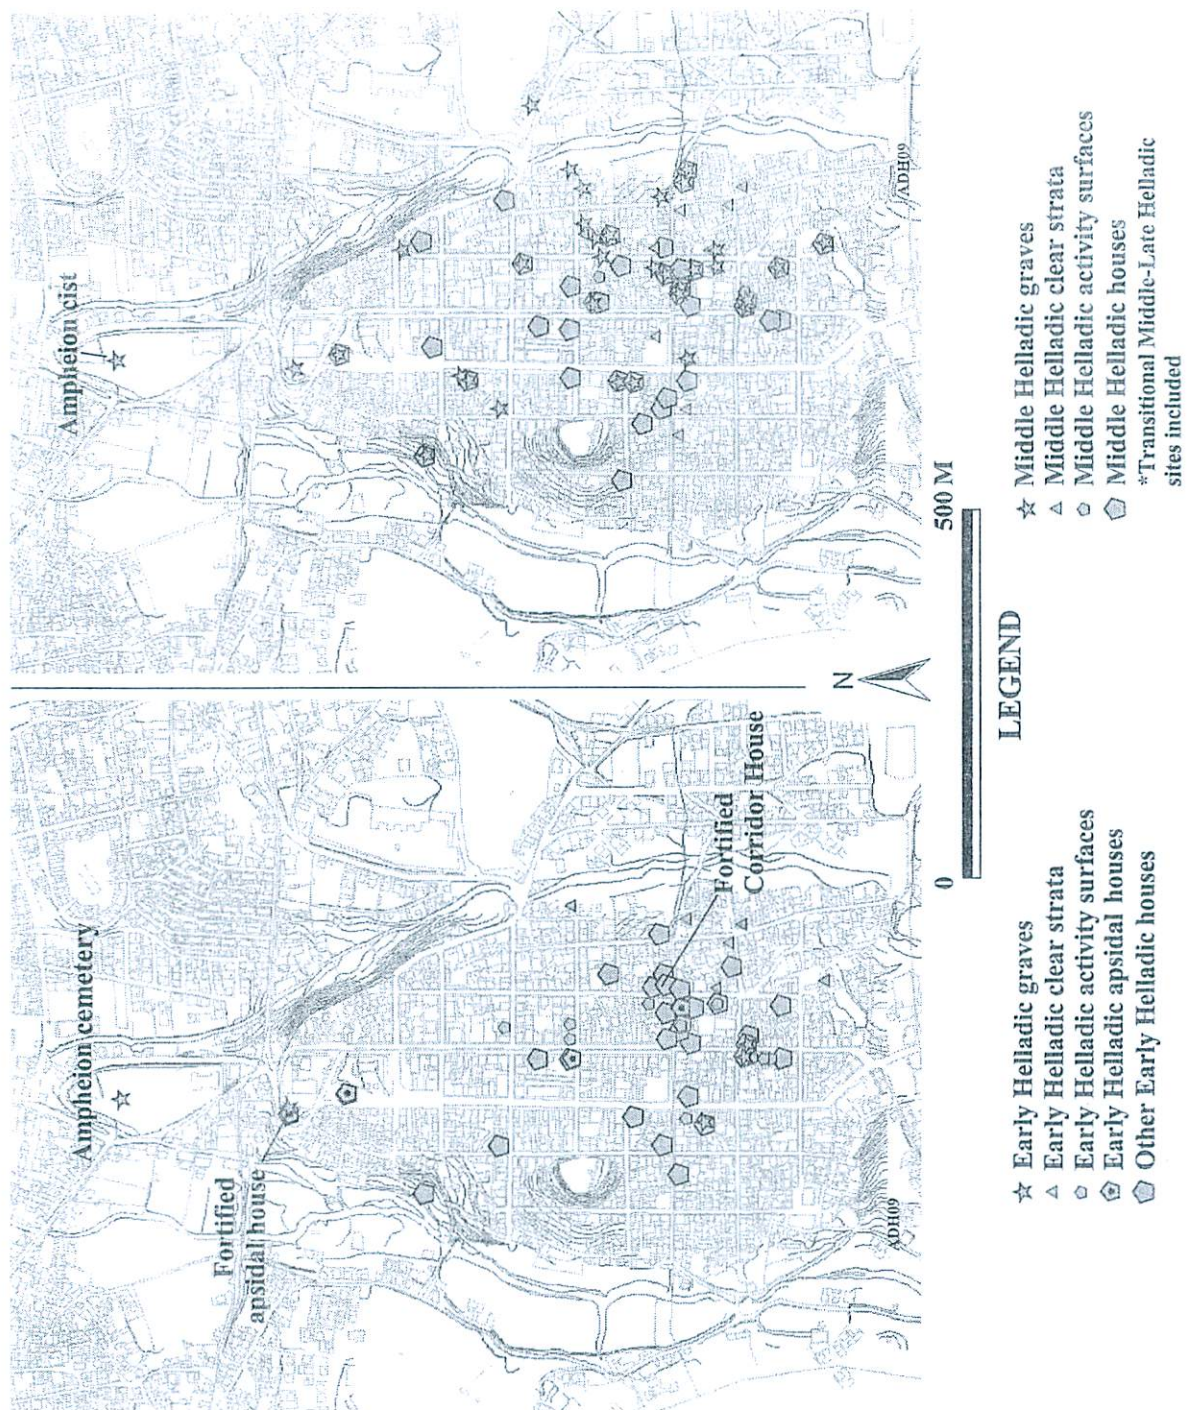 Ampheion cemetery
Fortified
apsidal house
Fortified
Corridor House
ADH09
Ampheion cist
ADH09
N
0
500 M
LEGEND
Early Helladic graves
Early Helladic clear strata
Early Helladic activity surfaces
Early Helladic apsidal houses
Other Early Helladic houses
Middle Helladic graves
Middle Helladic clear strata
Middle Helladic activity surfaces
Middle Helladic houses
*Transitional Middle-Late Helladic
sites included